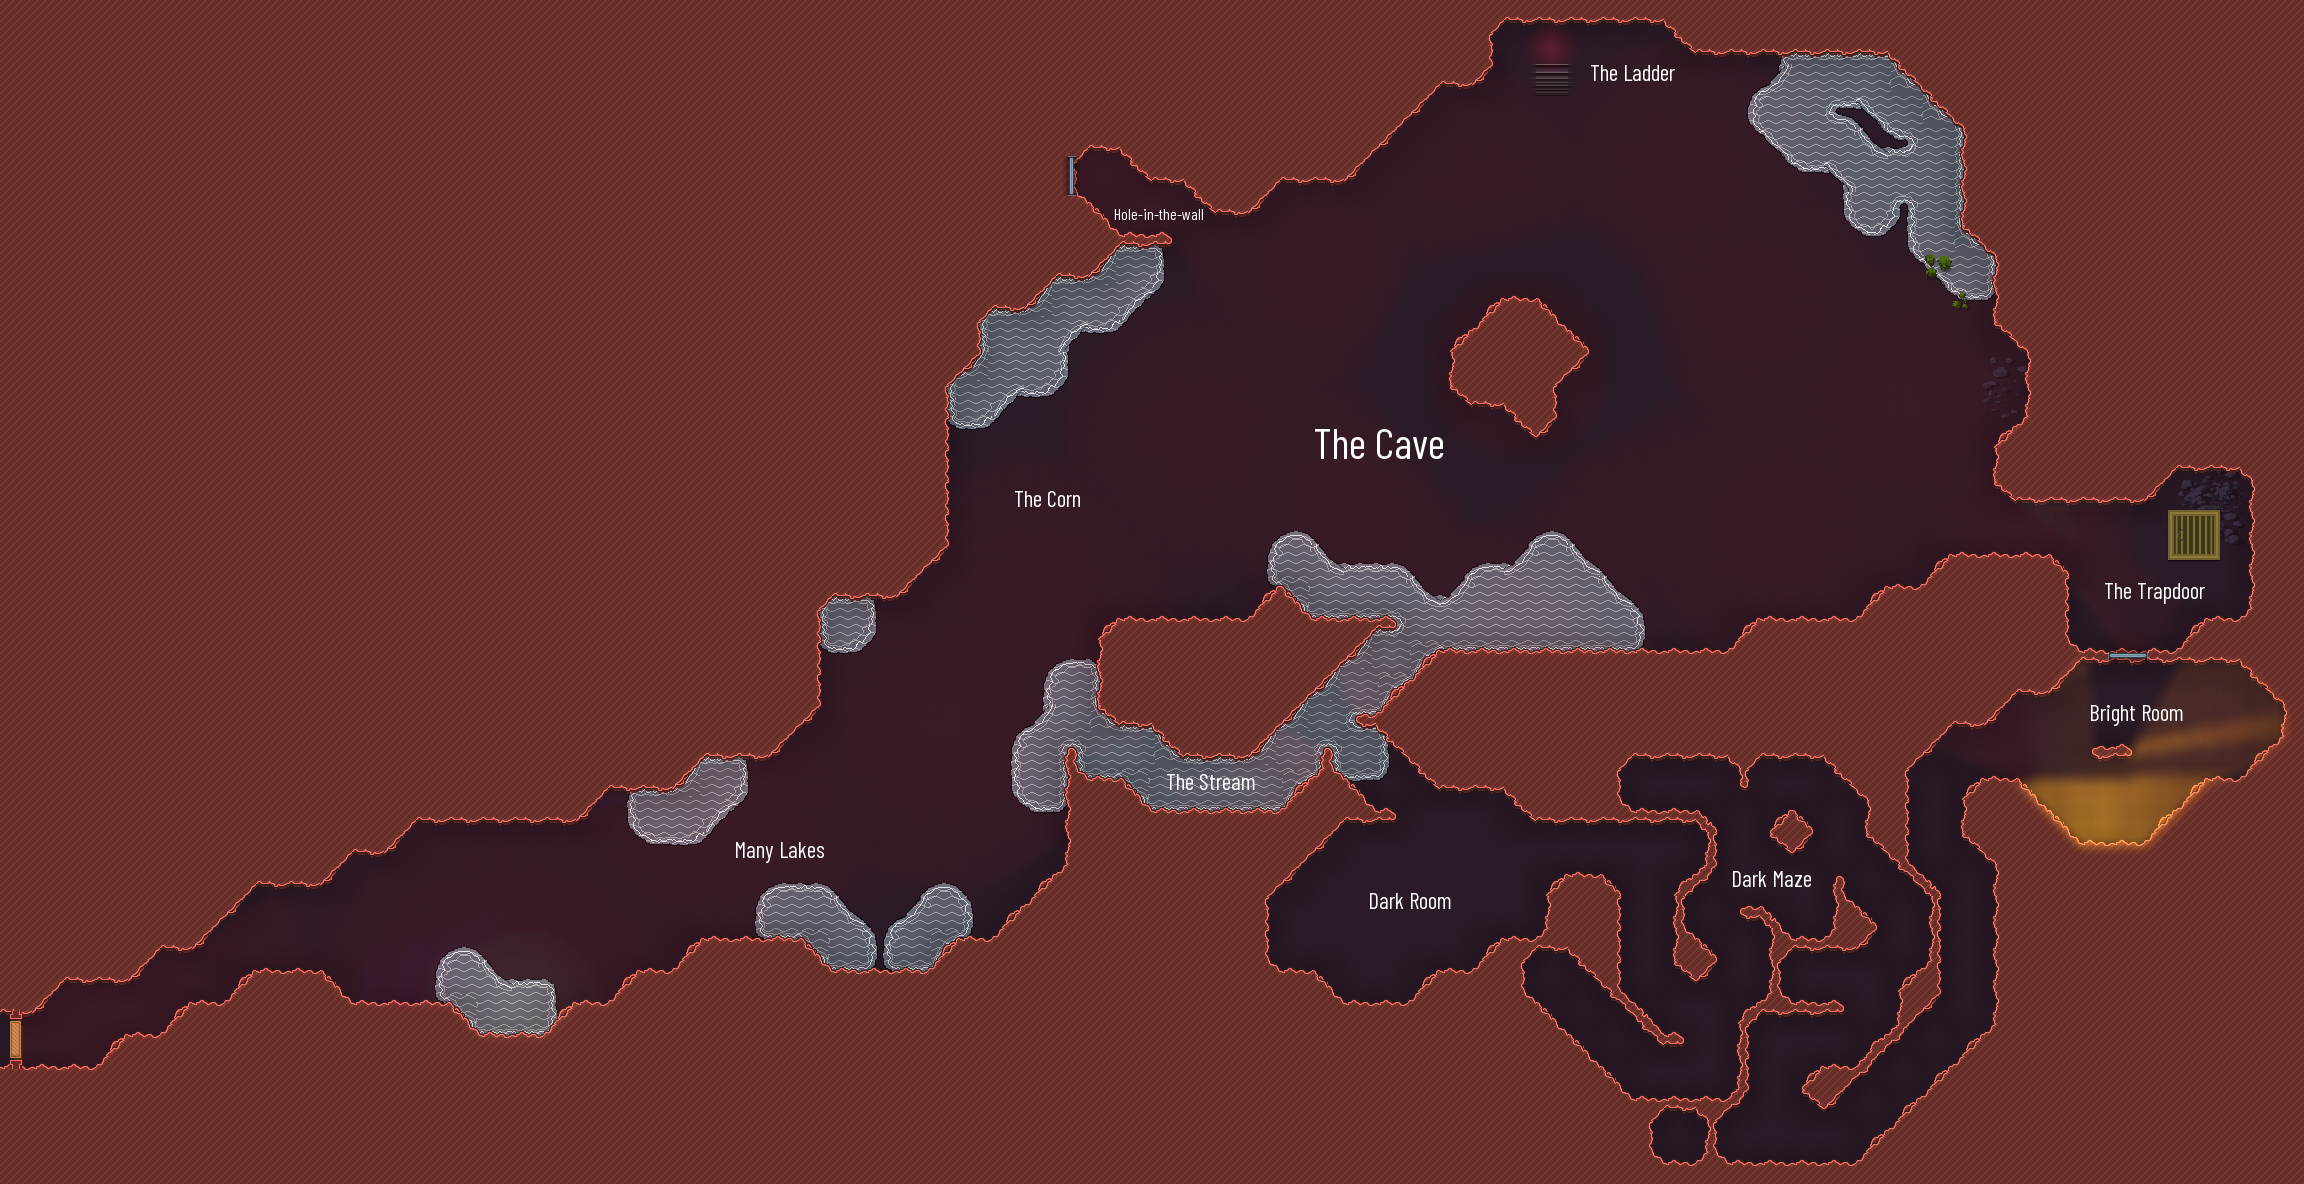 The Ladder
Hole-in-the-wall
The Cave
The Corn
The Trapdoor
Bright Room
The Stream
Many Lakes
Dark Maze
Dark Room